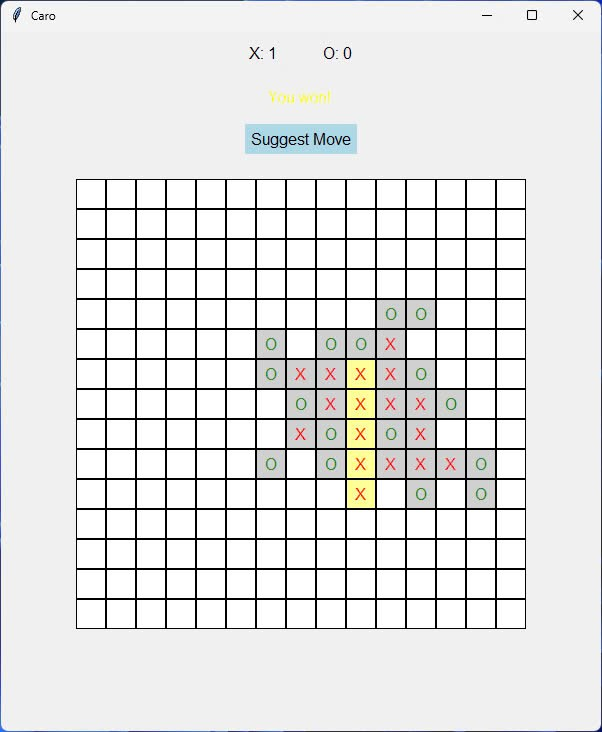 Caro
X: 1 O: 0
You won!
Suggest Move
O O
O O O X
O X X X X O
O X X X X O
X O X O X
O O X X X X O
X O O